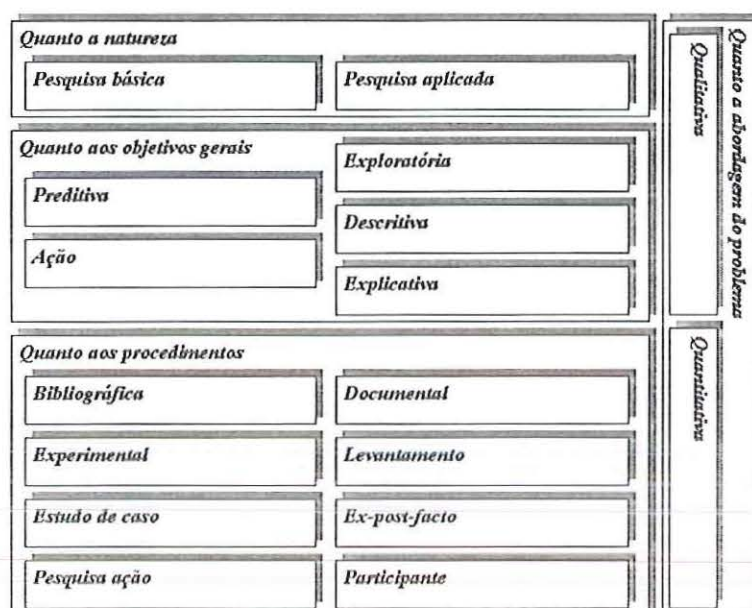 Quanto a natureza
Pesquisa básica
Pesquisa aplicada
Quanto aos objetivos gerais
Preditiva
Ação
Exploratória
Descritiva
Explicativa
Quanto aos procedimentos
Bibliográfica
Documental
Experimental
Levantamento
Estudo de caso
Ex-post-facto
Pesquisa ação
Participante
Quanto a abordagem do problema
Qualitativa
Quantitativa